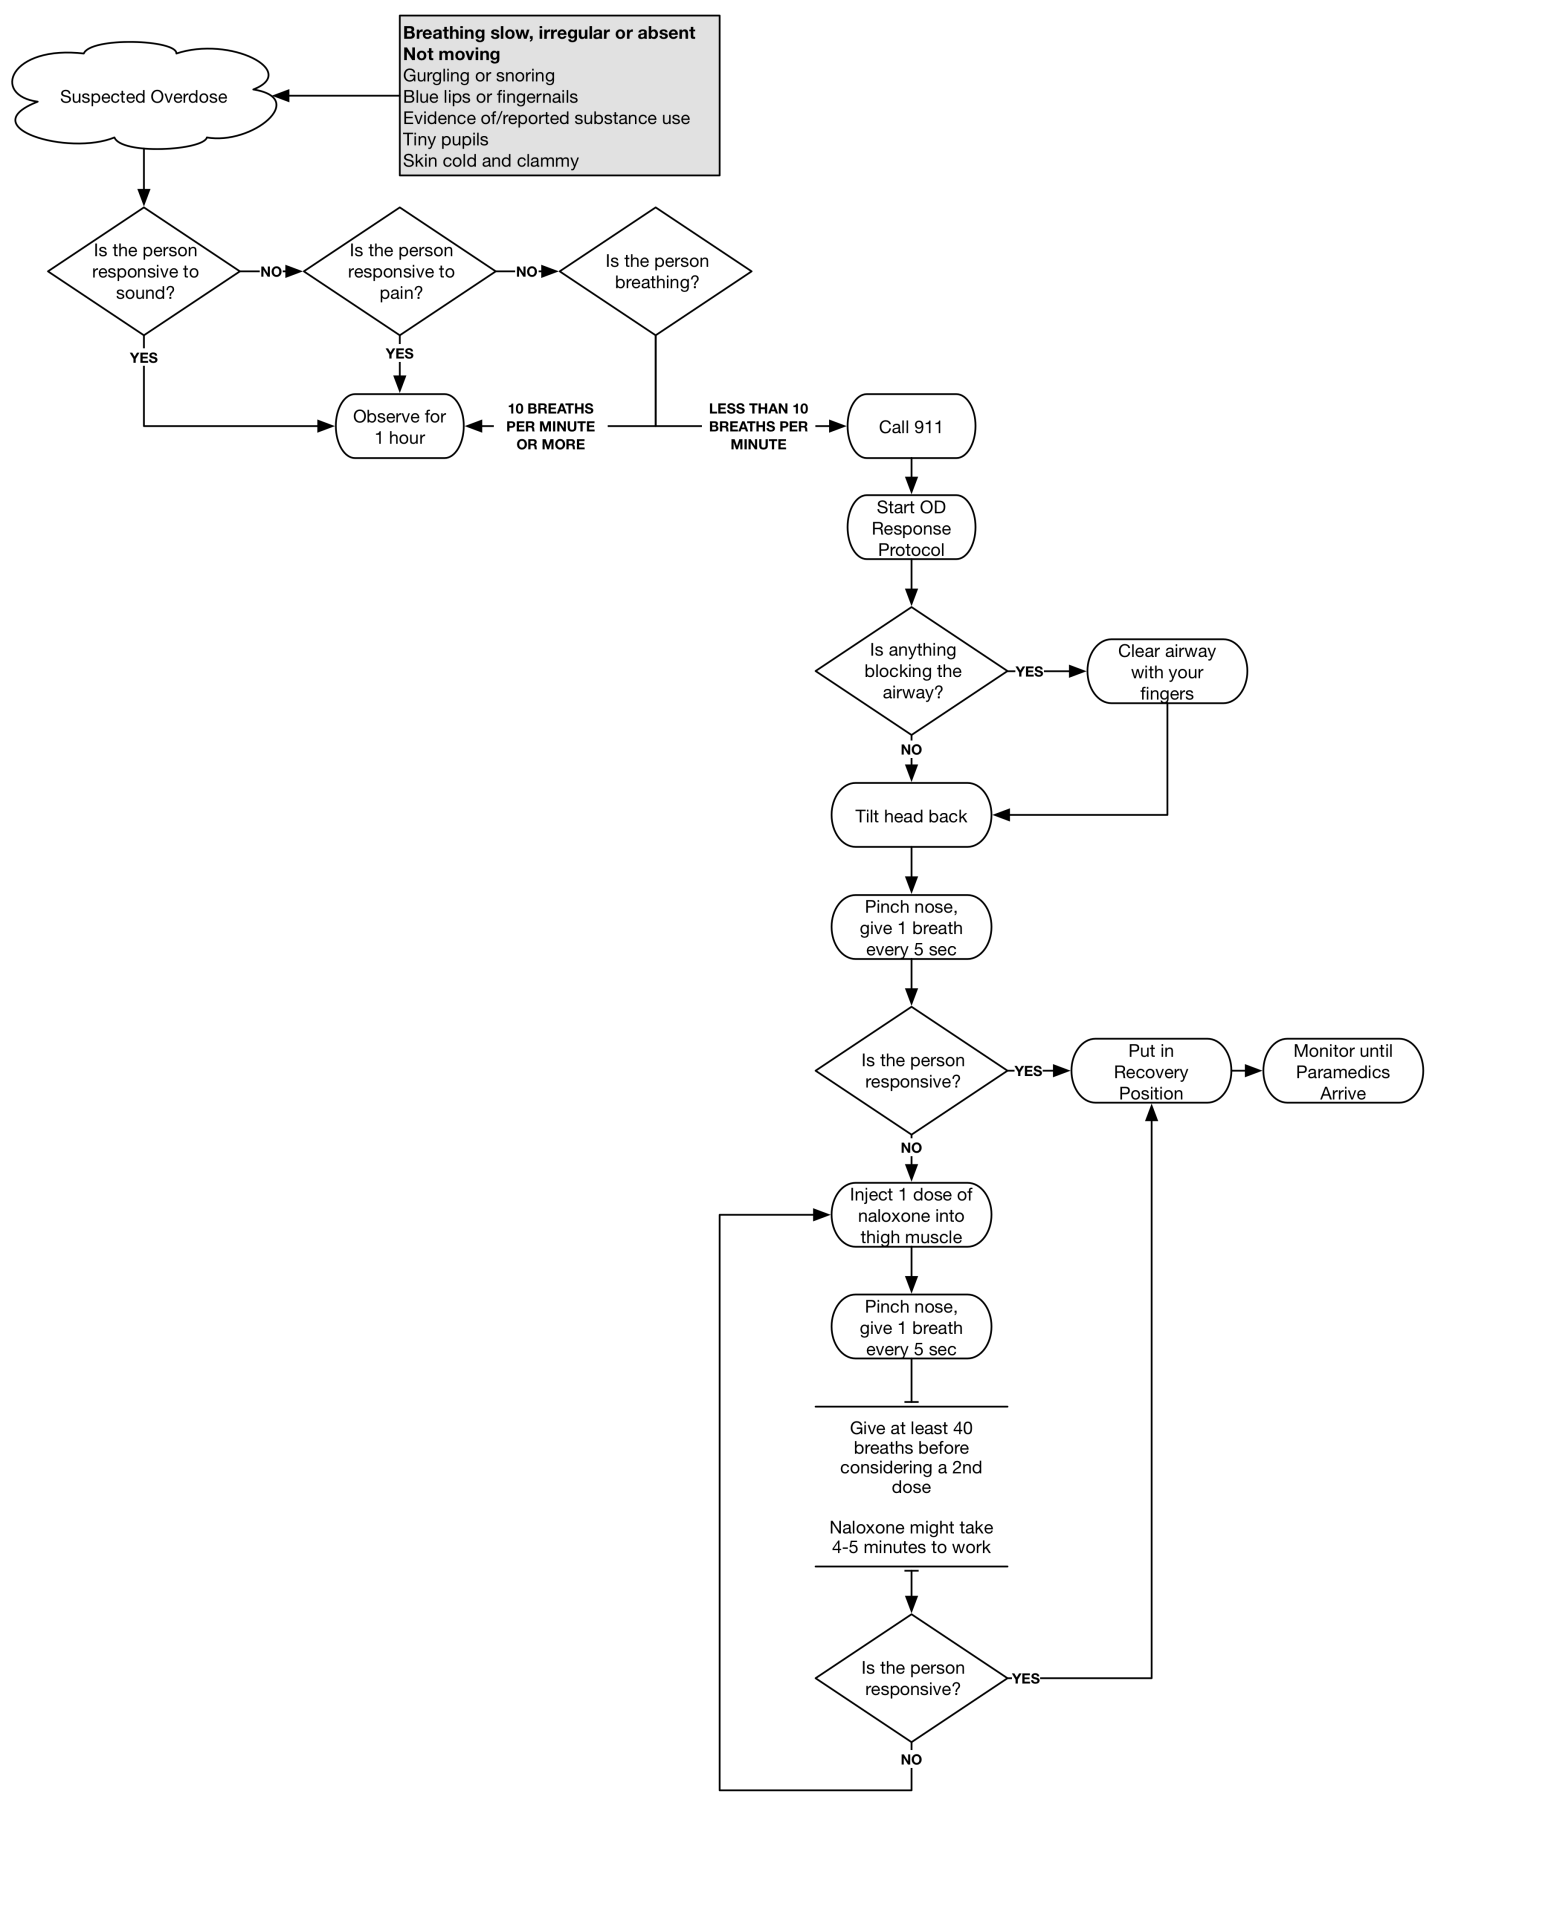 Breathing slow, irregular or absent
Not moving
Gurgling or snoring
Blue lips or fingernails
Evidence of/reported substance use
Tiny pupils
Skin cold and clammy
Suspected Overdose
Is the person
responsive to
sound?
NO
Is the person
responsive to
pain?
NO
Is the person
breathing?
YES
YES
Observe for
1 hour
10 BREATHS
PER MINUTE
OR MORE
LESS THAN 10
BREATHS PER
MINUTE
Call 911
Start OD
Response
Protocol
Is anything
blocking the
airway?
YES
Clear airway
with your
fingers
NO
Tilt head back
Pinch nose,
give 1 breath
every 5 sec
Is the person
responsive?
YES
Put in
Recovery
Position
Monitor until
Paramedics
Arrive
NO
Inject 1 dose of
naloxone into
thigh muscle
Pinch nose,
give 1 breath
every 5 sec
Give at least 40
breaths before
considering a 2nd
dose
Naloxone might take
4-5 minutes to work
Is the person
responsive?
YES
NO